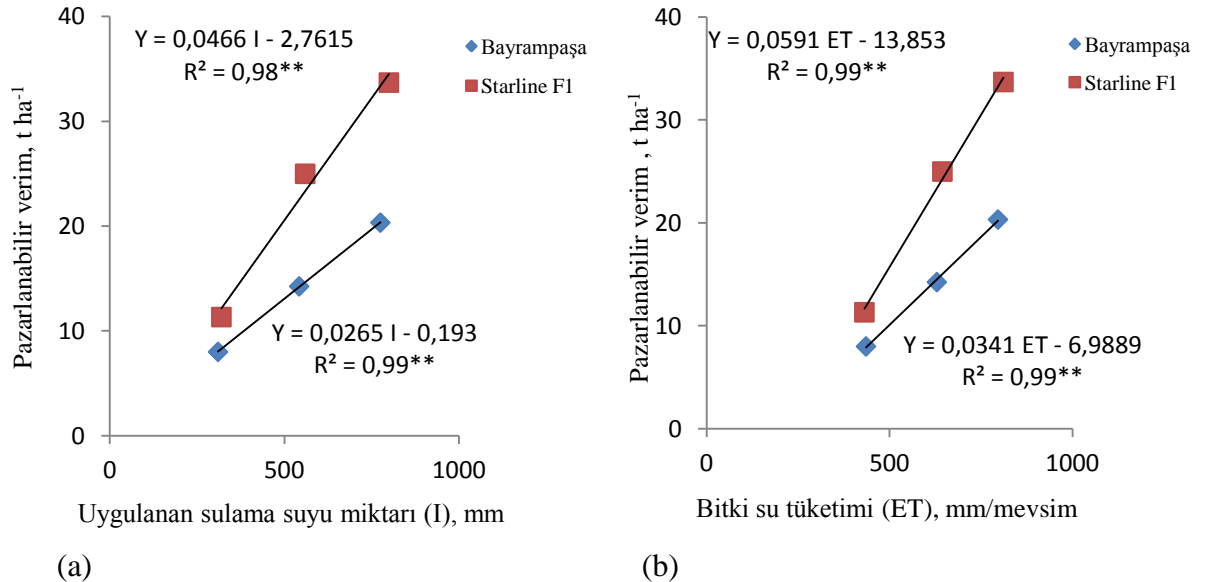 40
Y = 0,0466 I - 2,7615
R² = 0,98**
Bayrampaşa
Starline F1
30
20
10
0
Y = 0,0265 I - 0,193
R² = 0,99**
0
500
1000
Pazarlanabilir verim, t ha⁻¹
Uygulanan sulama suyu miktarı (I), mm
(a)
40
Y = 0,0591 ET - 13,853
R² = 0,99**
Bayrampaşa
Starline F1
30
20
10
0
Y = 0,0341 ET - 6,9889
R² = 0,99**
0
500
1000
Pazarlanabilir verim , t ha⁻¹
Bitki su tüketimi (ET), mm/mevsim
(b)